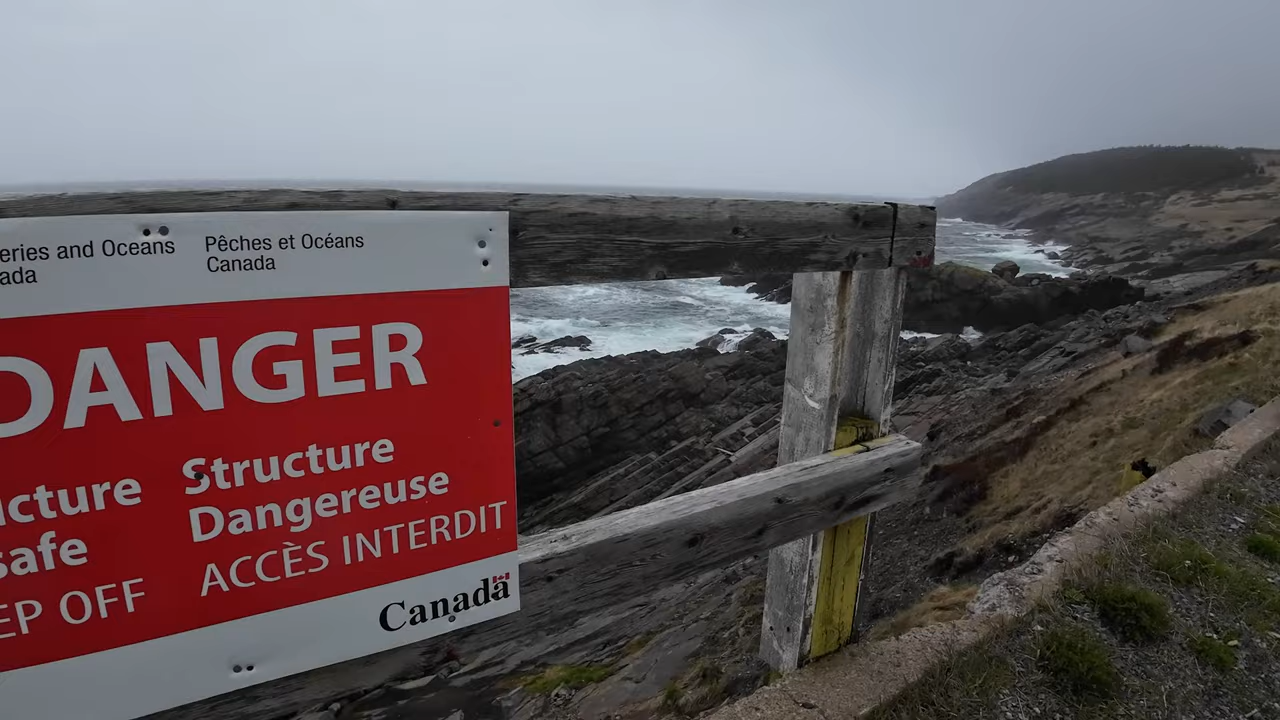 eries and Oceans
ada
Pêches et Océans
Canada
DANGER
cture
safe
EP OFF
Structure
Dangereuse
ACCÈS INTERDIT
Canada